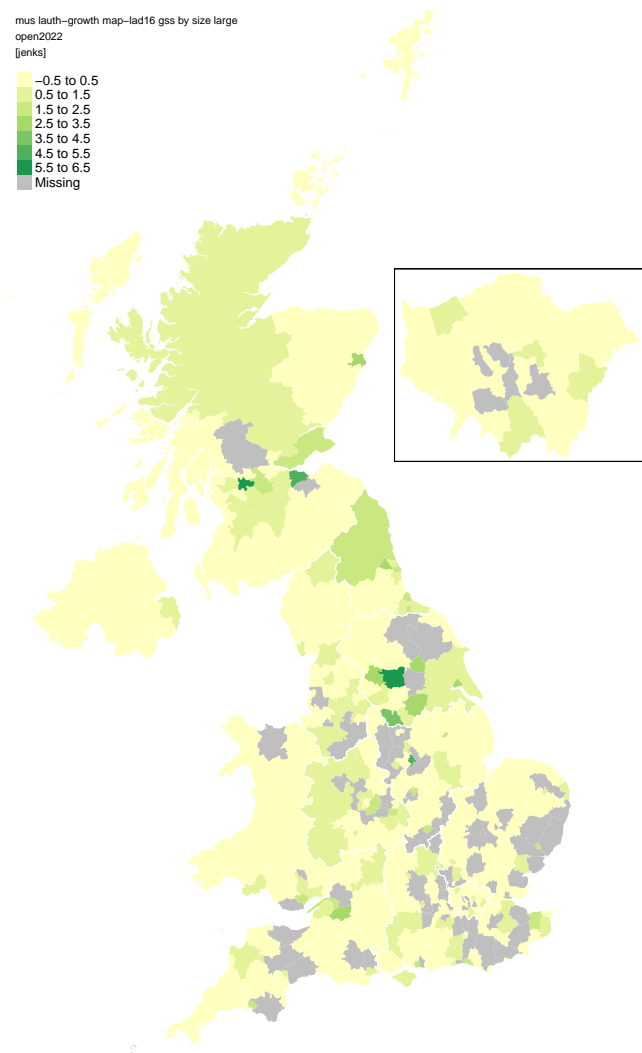 mus lauth−growth map−lad16 gss by size large
open2022
[jenks]
−0.5 to 0.5
0.5 to 1.5
1.5 to 2.5
2.5 to 3.5
3.5 to 4.5
4.5 to 5.5
5.5 to 6.5
Missing